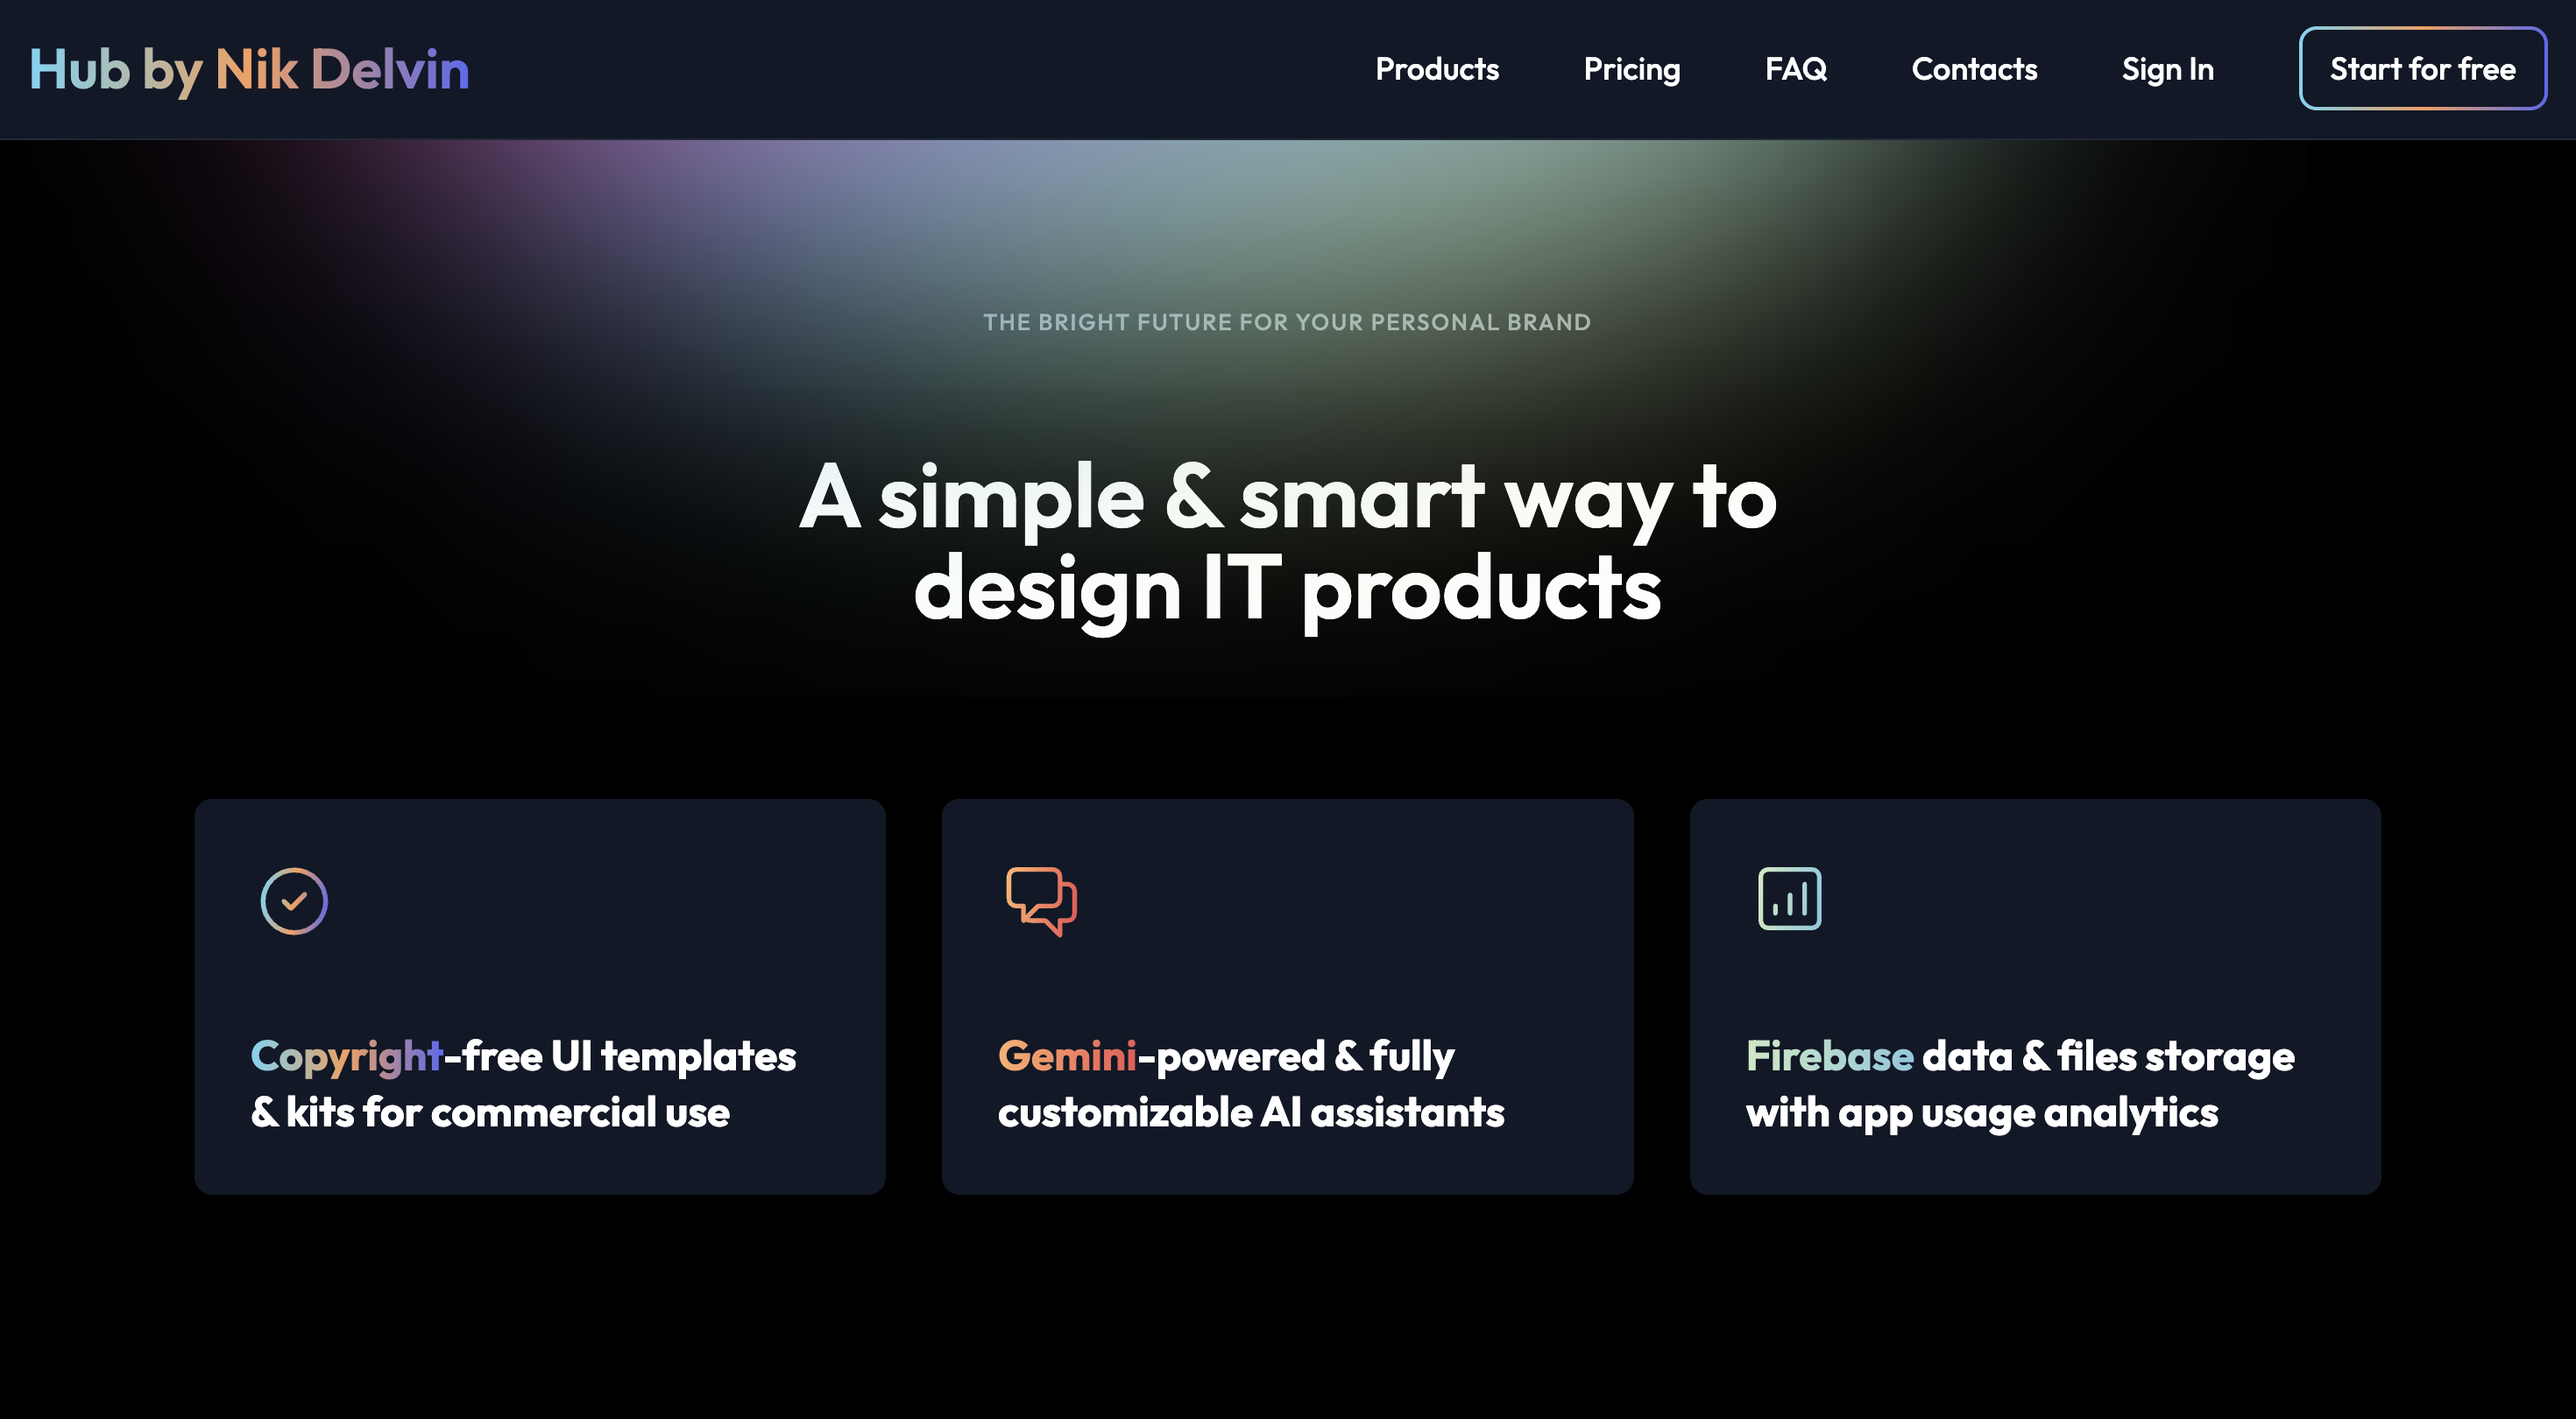 Hub by Nik Delvin
Products
Pricing
FAQ
Contacts
Sign In
Start for free
THE BRIGHT FUTURE FOR YOUR PERSONAL BRAND
A simple & smart way to
design IT products
Copyright-free UI templates
& kits for commercial use
Gemini-powered & fully
customizable AI assistants
Firebase data & files storage
with app usage analytics